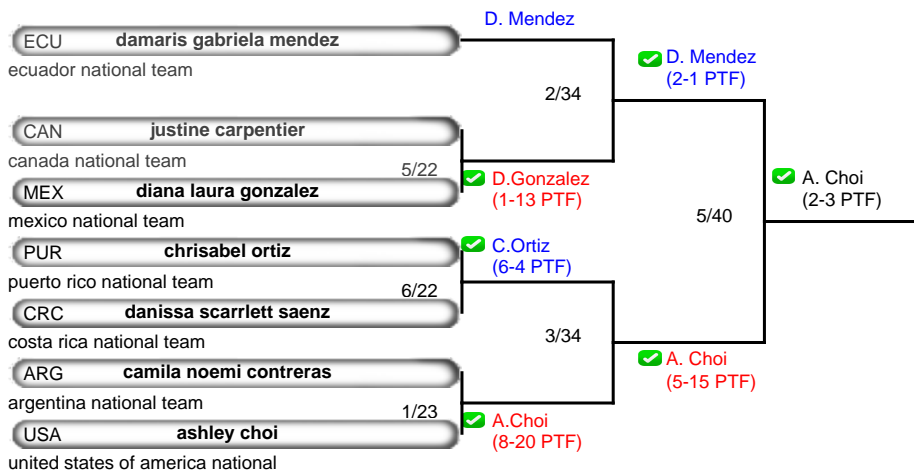 D. Mendez
ECU damaris gabriela mendez
ecuador national team
D. Mendez
(2-1 PTF)
2/34
CAN justine carpentier
canada national team
5/22
MEX diana laura gonzalez
mexico national team
D.Gonzalez
(1-13 PTF)
A. Choi
(2-3 PTF)
5/40
PUR chrisabel ortiz
puerto rico national team
C.Ortiz
(6-4 PTF)
6/22
CRC danissa scarrlett saenz
costa rica national team
3/34
A. Choi
(5-15 PTF)
ARG camila noemi contreras
argentina national team
1/23
USA ashley choi
united states of america national
A.Choi
(8-20 PTF)